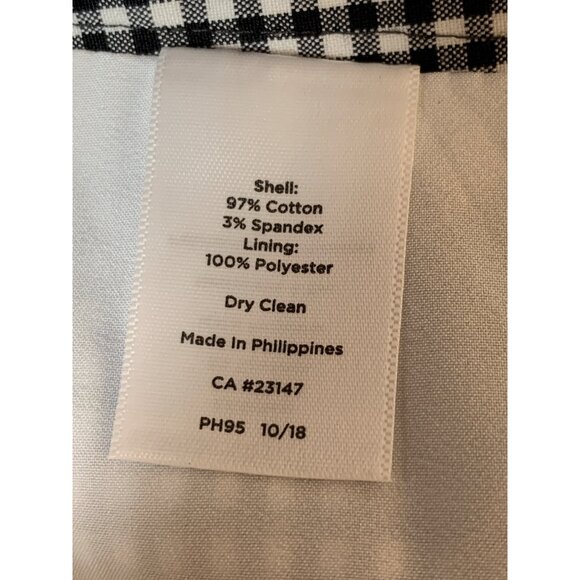 Shell:
97% Cotton
3% Spandex
Lining:
100% Polyester
Dry Clean
Made In Philippines
CA #23147
PH95 10/18